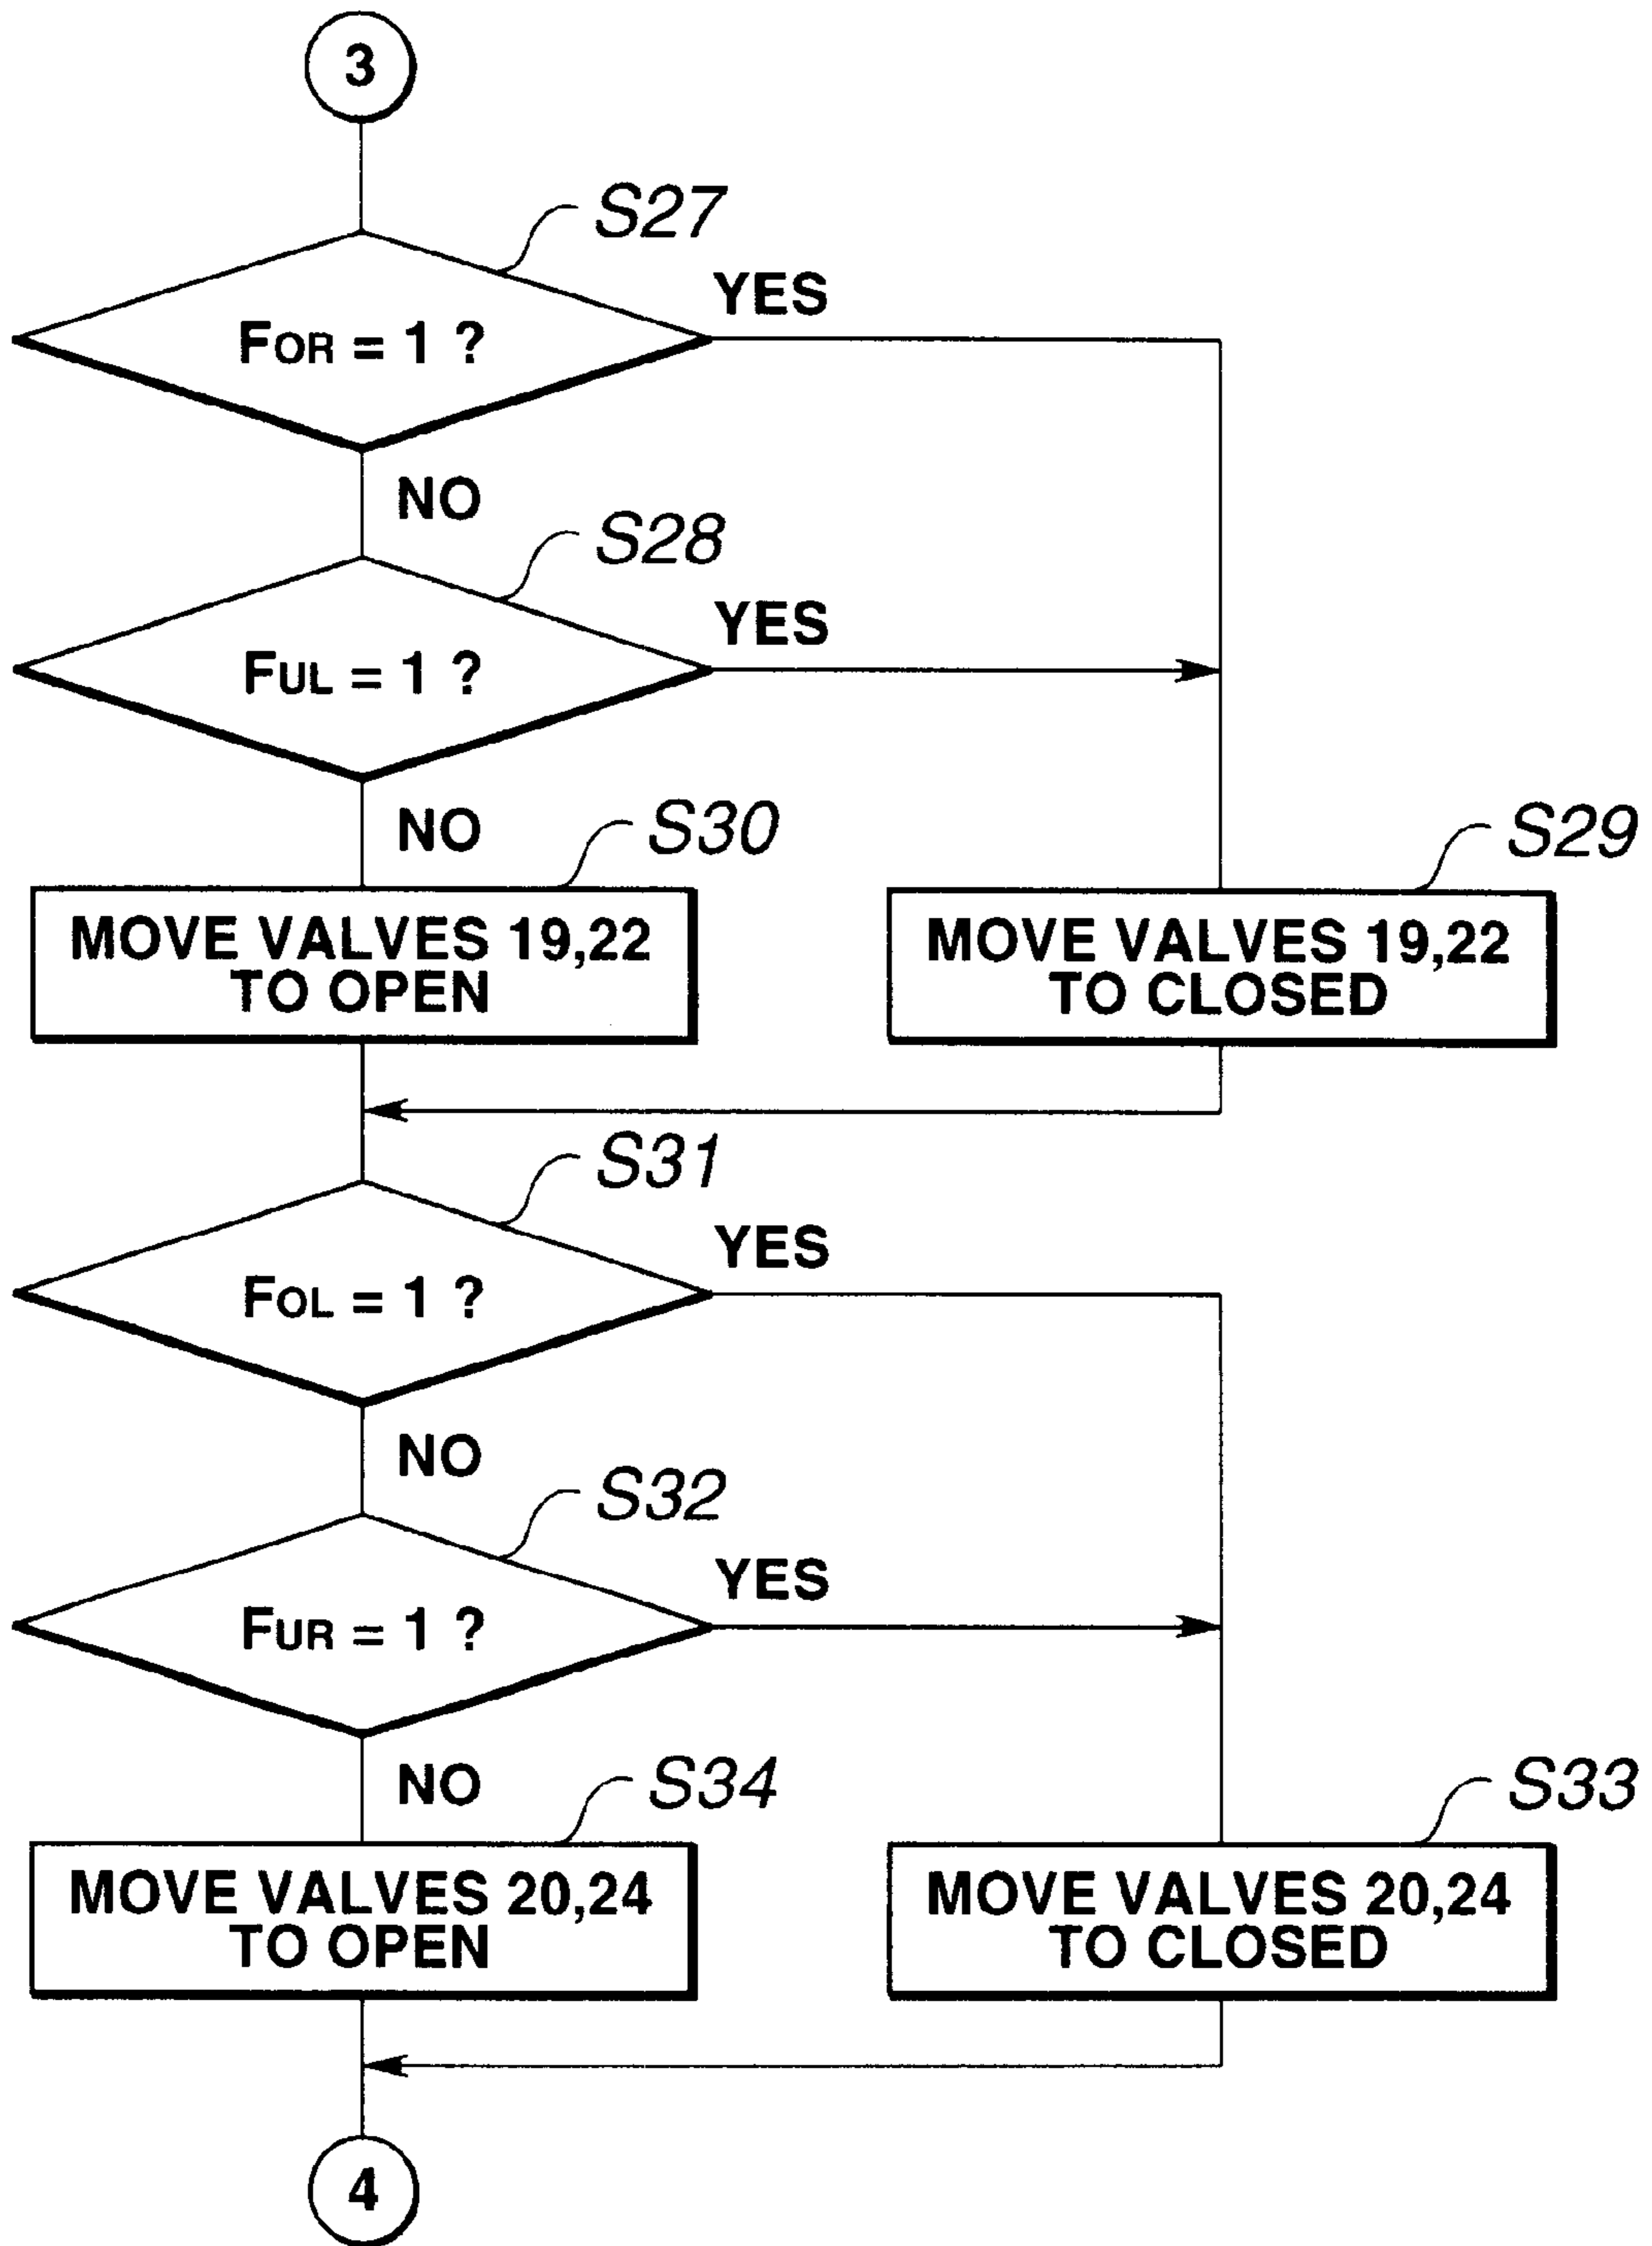 3
S27
YES
FOR = 1 ?
NO
S28
YES
FUL = 1 ?
NO
S30
S29
MOVE VALVES 19,22
TO OPEN
MOVE VALVES 19,22
TO CLOSED
S31
YES
FOL = 1 ?
NO
S32
YES
FUR = 1 ?
NO
S34
S33
MOVE VALVES 20,24
TO OPEN
MOVE VALVES 20,24
TO CLOSED
4